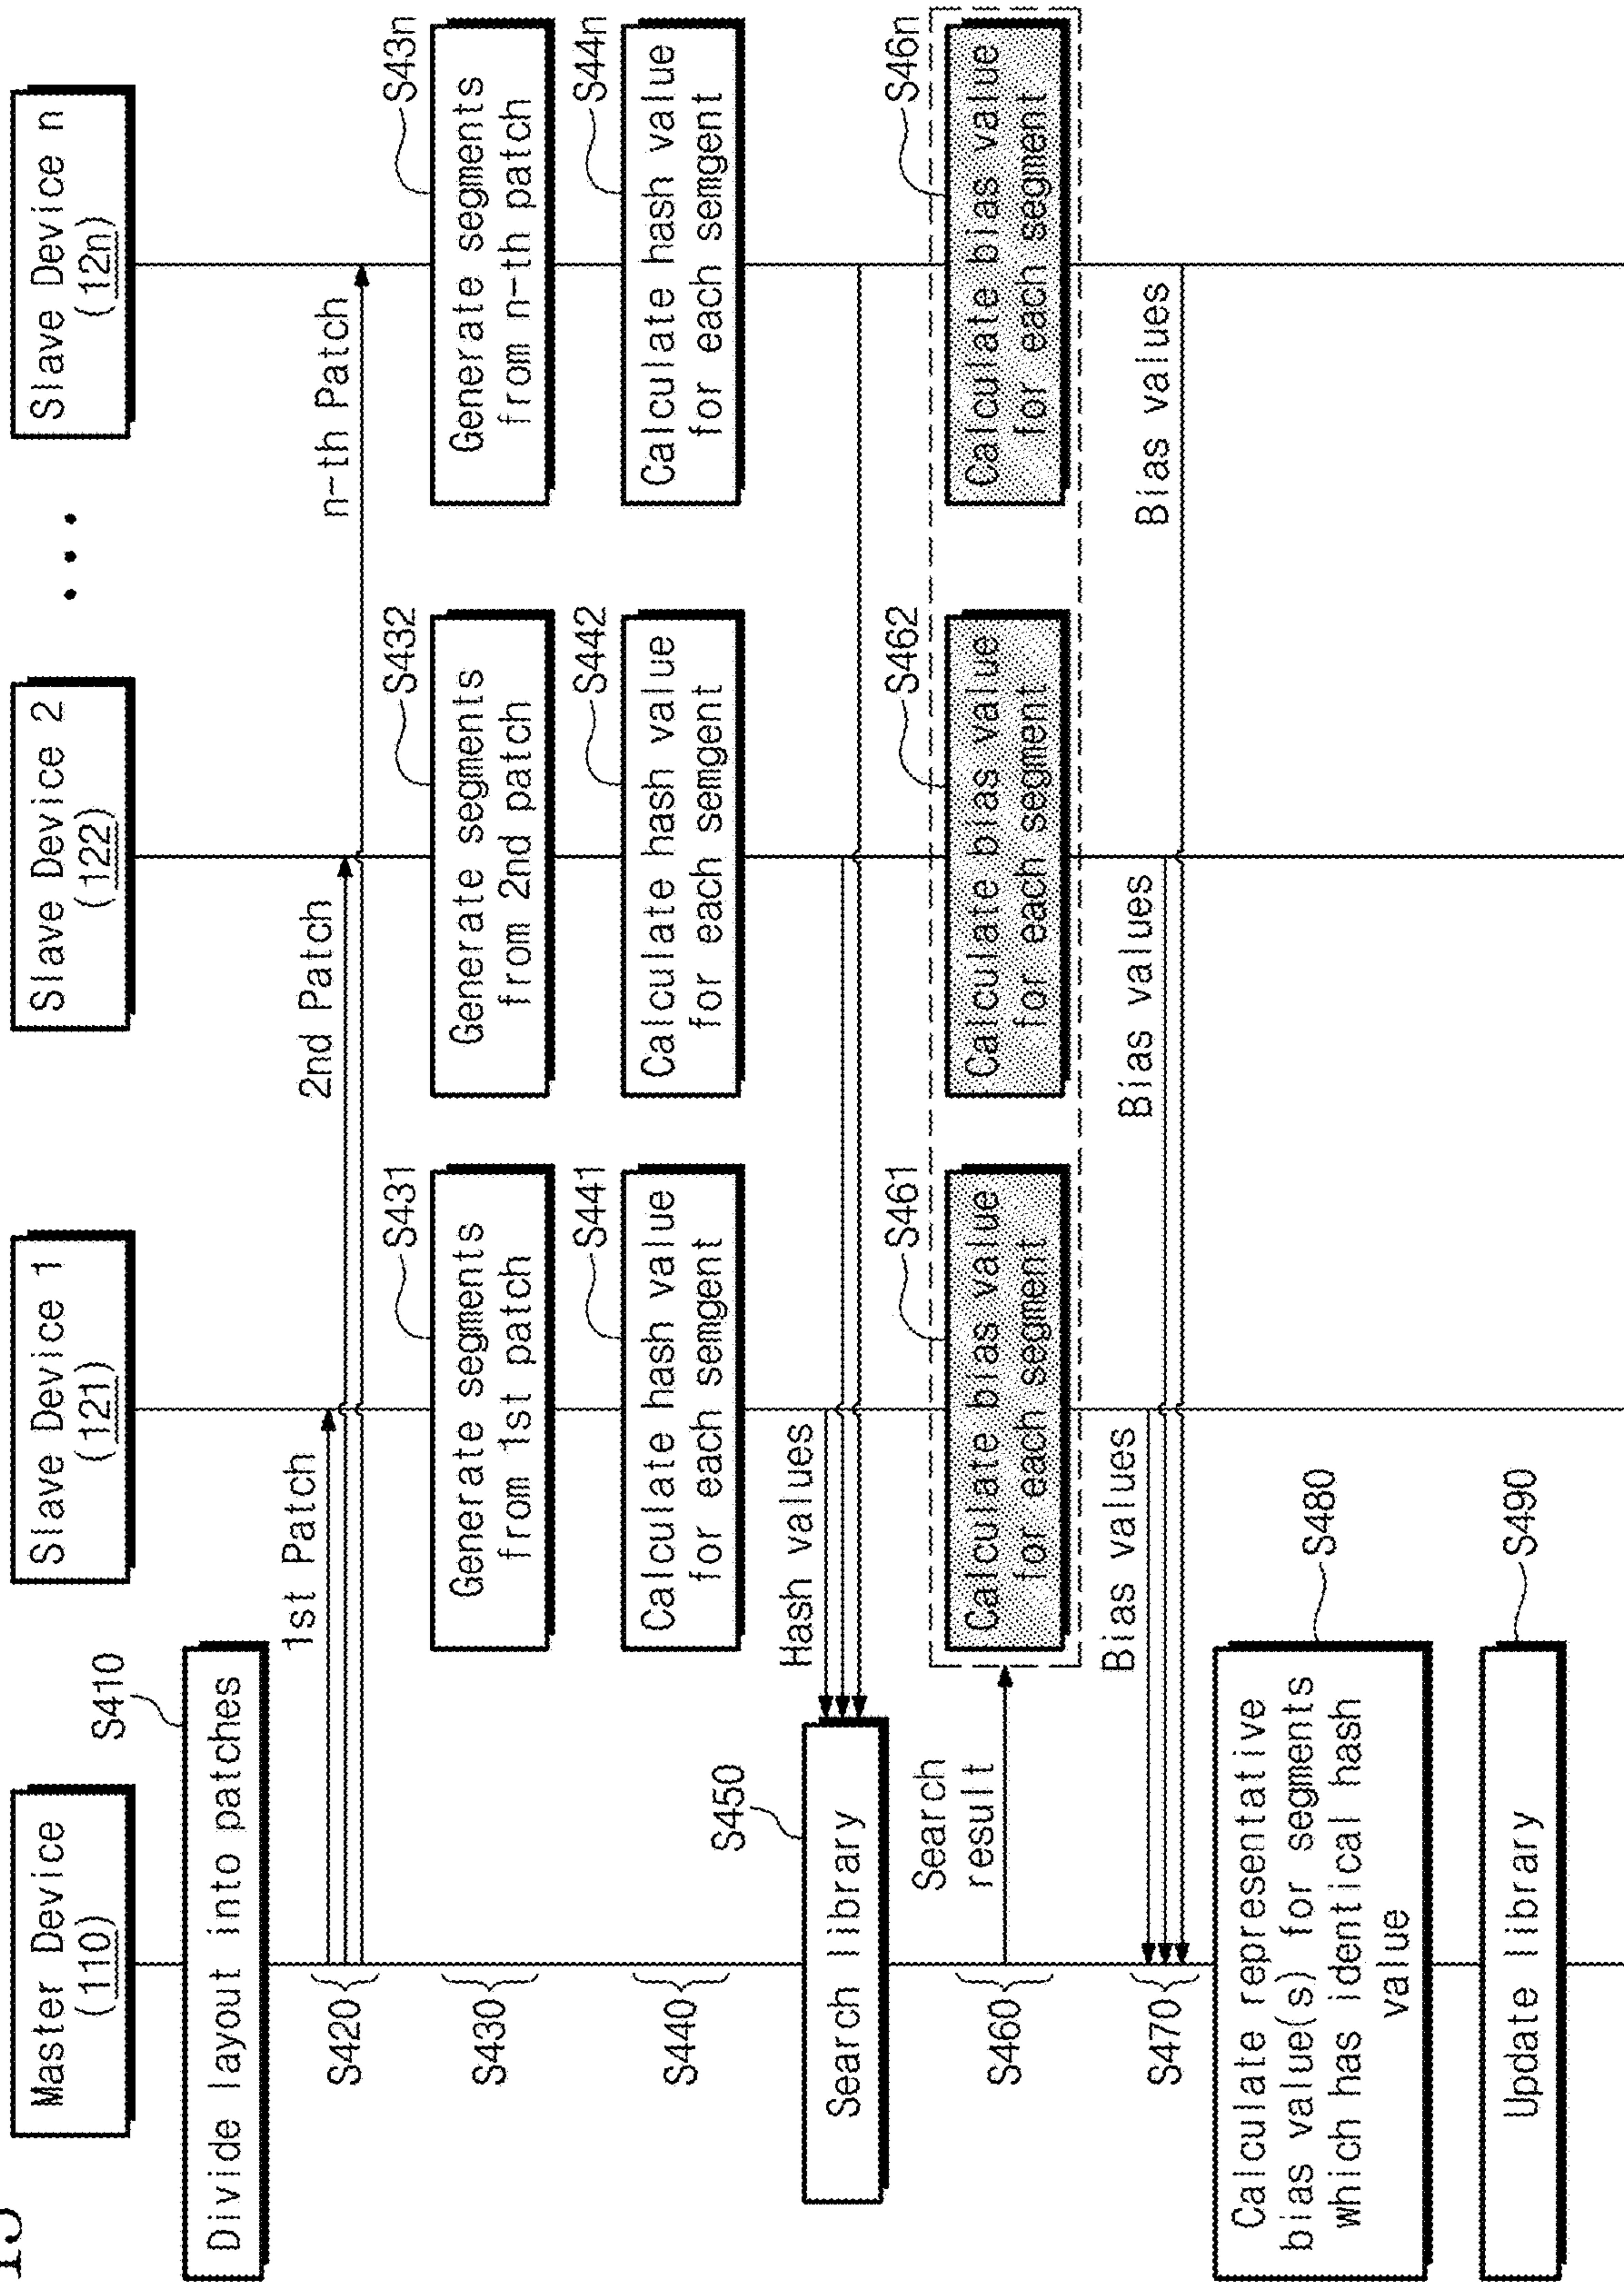 15
Master Device
(110)
Slave Device 1
(121)
Slave Device 2
(122)
Slave Device n
(12n)
S410
Divide layout into patches
S420
1st Patch
2nd Patch
n-th Patch
S430
S431
Generate segments
from 1st patch
S432
Generate segments
from 2nd patch
S43n
Generate segments
from n-th patch
S440
S441
Calculate hash value
for each semgent
S442
Calculate hash value
for each semgent
S44n
Calculate hash value
for each semgent
Hash values
S450
Search library
S460
Search
result
S461
Calculate bias value
for each segment
S462
Calculate bias value
for each segment
S46n
Calculate bias value
for each segment
S470
Bias values
Bias values
Bias values
S480
Calculate representative
bias value(s) for segments
which has identical hash
value
S490
Update library